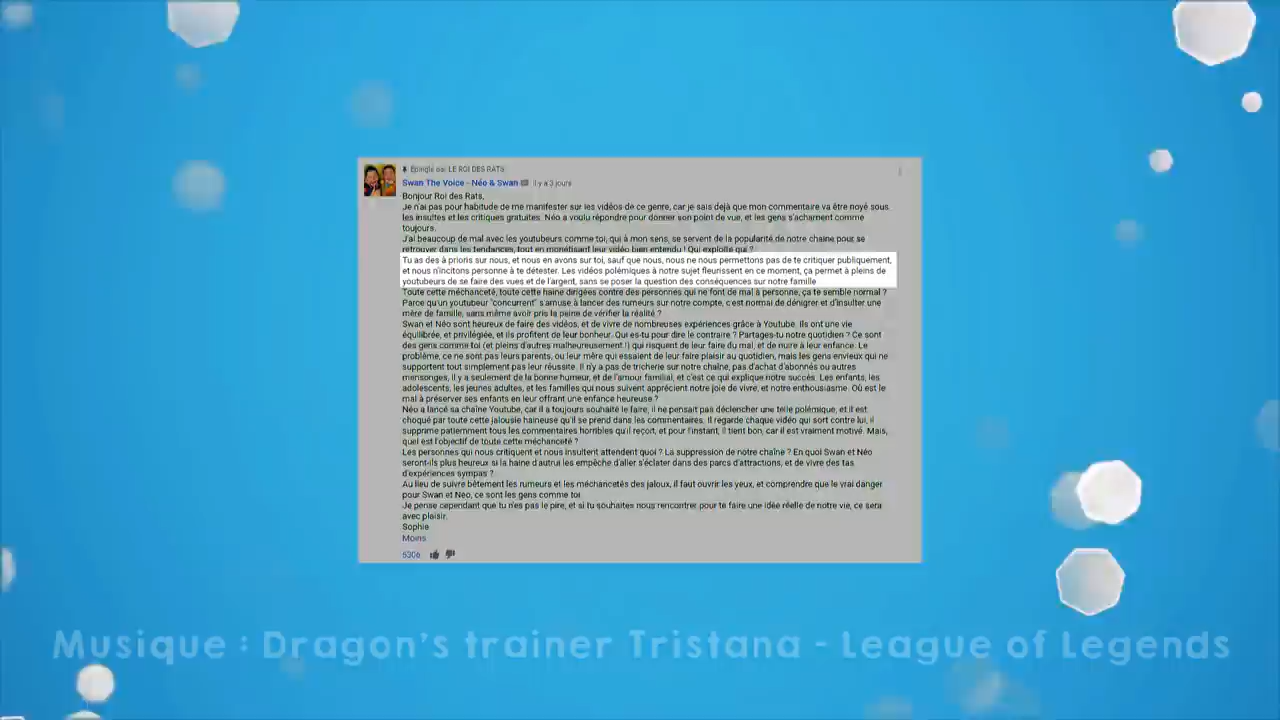 Épinglé par LE ROI DES RATS
Swan The Voice - Néo & Swan il y a 3 jours
Bonjour Roi des Rats,
Je n'ai pas pour habitude de me manifester sur les vidéos de ce genre, car je sais déjà que mon commentaire va être noyé sous
les insultes et les critiques gratuites. Néo a voulu répondre pour donner son point de vue, et les gens s'acharnent comme
toujours.
J'ai beaucoup de mal avec les youtubeurs comme toi, qui à mon sens, se servent de la popularité de notre chaine pour se
retrouver dans les tendances, tout en monétisant leur vidéo bien entendu ! Qui exploite qui ?
Tu as des à prioris sur nous, et nous en avons sur toi, sauf que nous, nous ne nous permettons pas de te critiquer publiquement,
et nous n'incitons personne à te détester. Les vidéos polémiques à notre sujet fleurissent en ce moment, ça permet à pleins de
youtubeurs de se faire des vues et de l'argent, sans se poser la question des conséquences sur notre famille
Toute cette méchanceté, toute cette haine dirigées contre des personnes qui ne font de mal à personne, ça te semble normal ?
Parce qu'un youtubeur "concurrent" s'amuse à lancer des rumeurs sur notre compte, c'est normal de dénigrer et d'insulter une
mère de famille, sans même avoir pris la peine de vérifier la réalité ?
Swan et Néo sont heureux de faire des vidéos, et de vivre de nombreuses expériences grâce à Youtube. Ils ont une vie
équilibrée, et privilégiée, et ils profitent de leur bonheur. Qui es-tu pour dire le contraire ? Partages-tu notre quotidien ? Ce sont
des gens comme toi (et pleins d'autres malheureusement !) qui risquent de leur faire du mal, et de nuire à leur enfance. Le
problème, ce ne sont pas leurs parents, ou leur mère qui essaient de leur faire plaisir au quotidien, mais les gens envieux qui ne
supportent tout simplement pas leur réussite. Il n'y a pas de tricherie sur notre chaîne, pas d'achat d'abonnés ou autres
mensonges, il y a seulement de la bonne humeur, et de l'amour familial, et c'est ce qui explique notre succès. Les enfants, les
adolescents, les jeunes adultes, et les familles qui nous suivent apprécient notre joie de vivre, et notre enthousiasme. Où est le
mal à préserver ses enfants en leur offrant une enfance heureuse ?
Néo a lancé sa chaîne Youtube, car il a toujours souhaité le faire, il ne pensait pas déclencher une telle polémique, et il est
choqué par toute cette jalousie haineuse qu'il se prend dans les commentaires. Il regarde chaque vidéo qui sort contre lui, il
supprime patiemment tous les commentaires horribles qu'il reçoit, et pour l'instant, il tient bon, car il est vraiment motivé. Mais,
quel est l'objectif de toute cette méchanceté ?
Les personnes qui nous critiquent et nous insultent attendent quoi ? La suppression de notre chaîne ? En quoi Swan et Néo
seront-ils plus heureux si la haine d'autrui les empêche d'aller s'éclater dans des parcs d'attractions, et de vivre des tas
d'expériences sympas ?
Au lieu de suivre bêtement les rumeurs et les méchancetés des jaloux, il faut ouvrir les yeux, et comprendre que le vrai danger
pour Swan et Néo, ce sont les gens comme toi
Je pense cependant que tu n'es pas le pire, et si tu souhaites nous rencontrer pour te faire une idée réelle de notre vie, ce sera
avec plaisir.
Sophie
Moins
5306
Musique : Dragon's trainer Tristana - League of Legends